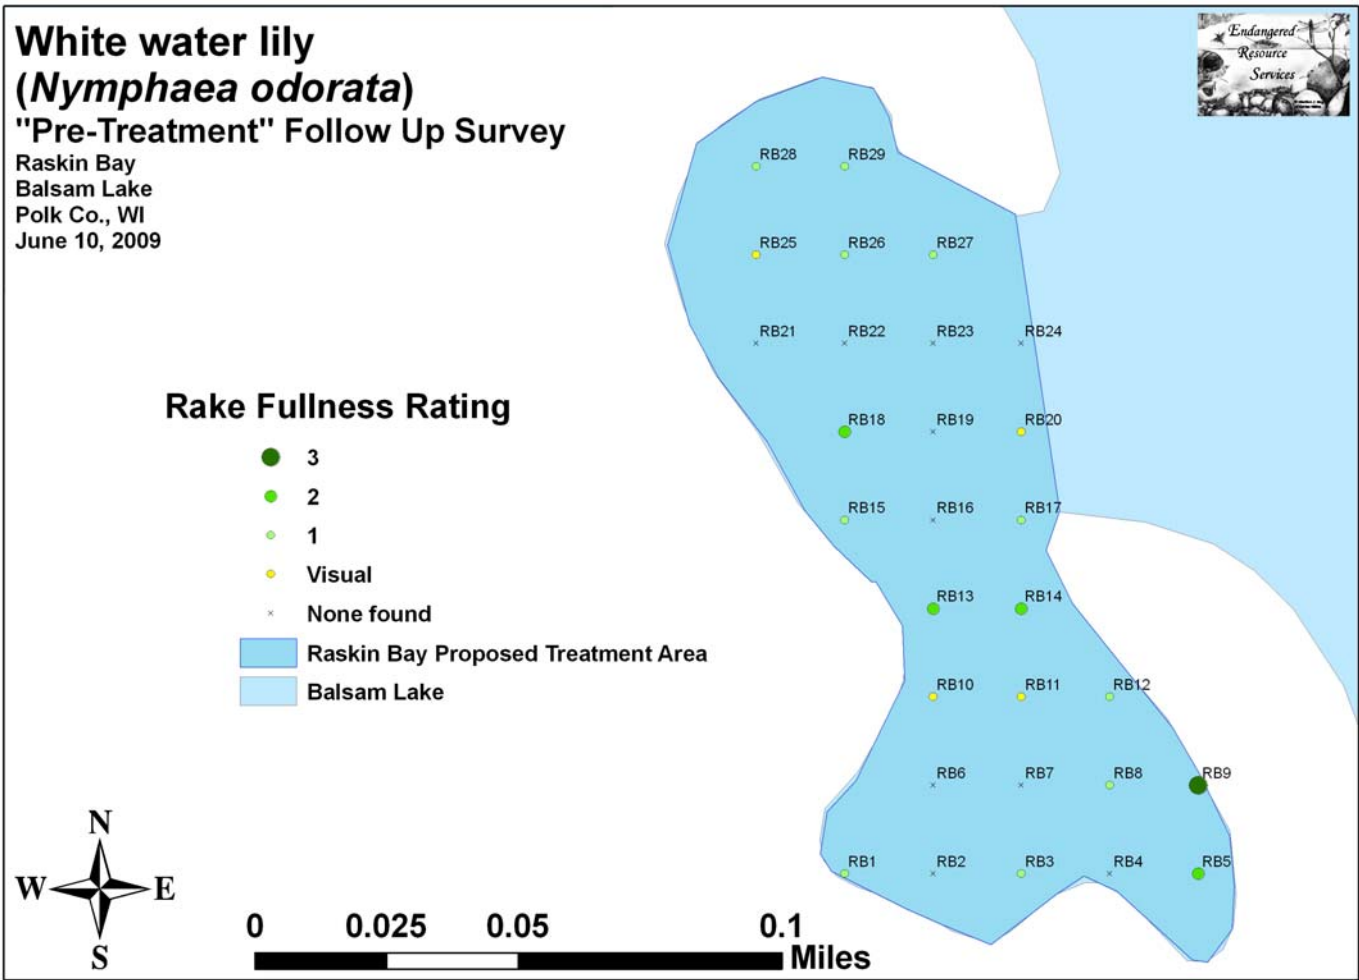 White water lily
(Nymphaea odorata)
"Pre-Treatment" Follow Up Survey
Raskin Bay
Balsam Lake
Polk Co., WI
June 10, 2009
Endangered
Resource
Services
RB28 RB29
RB25 RB26 RB27
RB21 RB22 RB23 RB24
RB18 RB19 RB20
RB15 RB16 RB17
RB13 RB14
RB10 RB11 RB12
RB6 RB7 RB8 RB9
RB1 RB2 RB3 RB4 RB5
Rake Fullness Rating
3
2
1
Visual
None found
Raskin Bay Proposed Treatment Area
Balsam Lake
N
W E
S
0 0.025 0.05 0.1
Miles